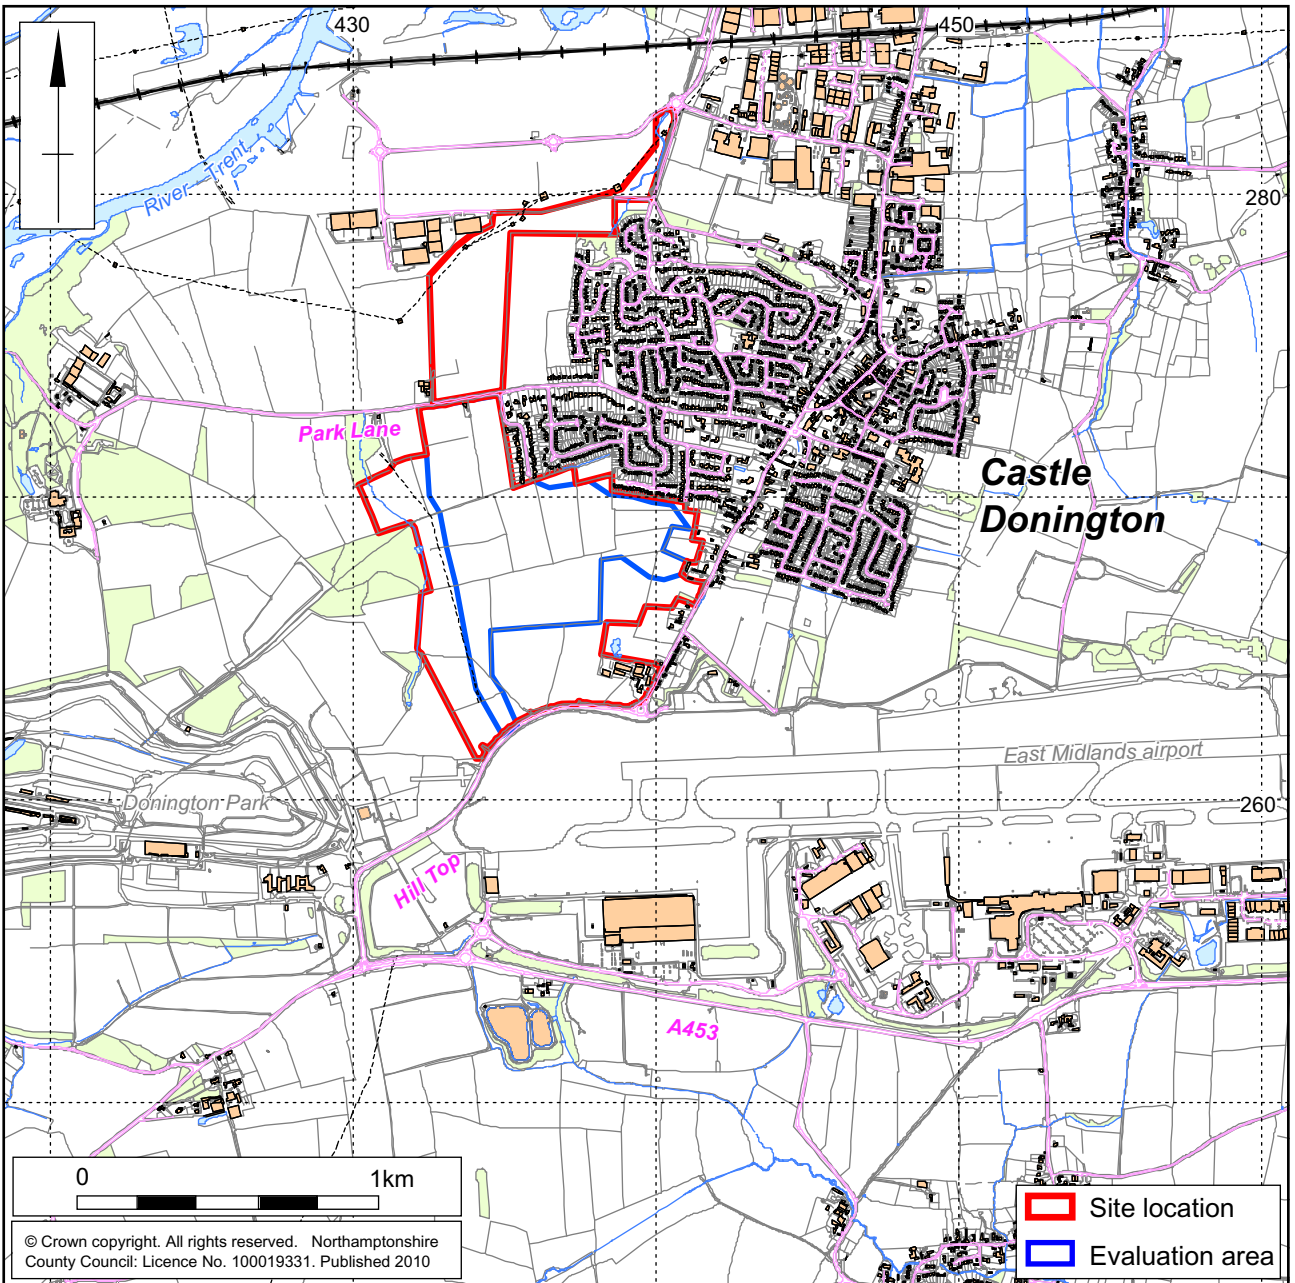 430
450
River Trent
280
Park Lane
Castle
Donington
East Midlands airport
Donington Park
260
Hill Top
A453
0
1km
Site location
© Crown copyright. All rights reserved. Northamptonshire
County Council: Licence No. 100019331. Published 2010
Evaluation area